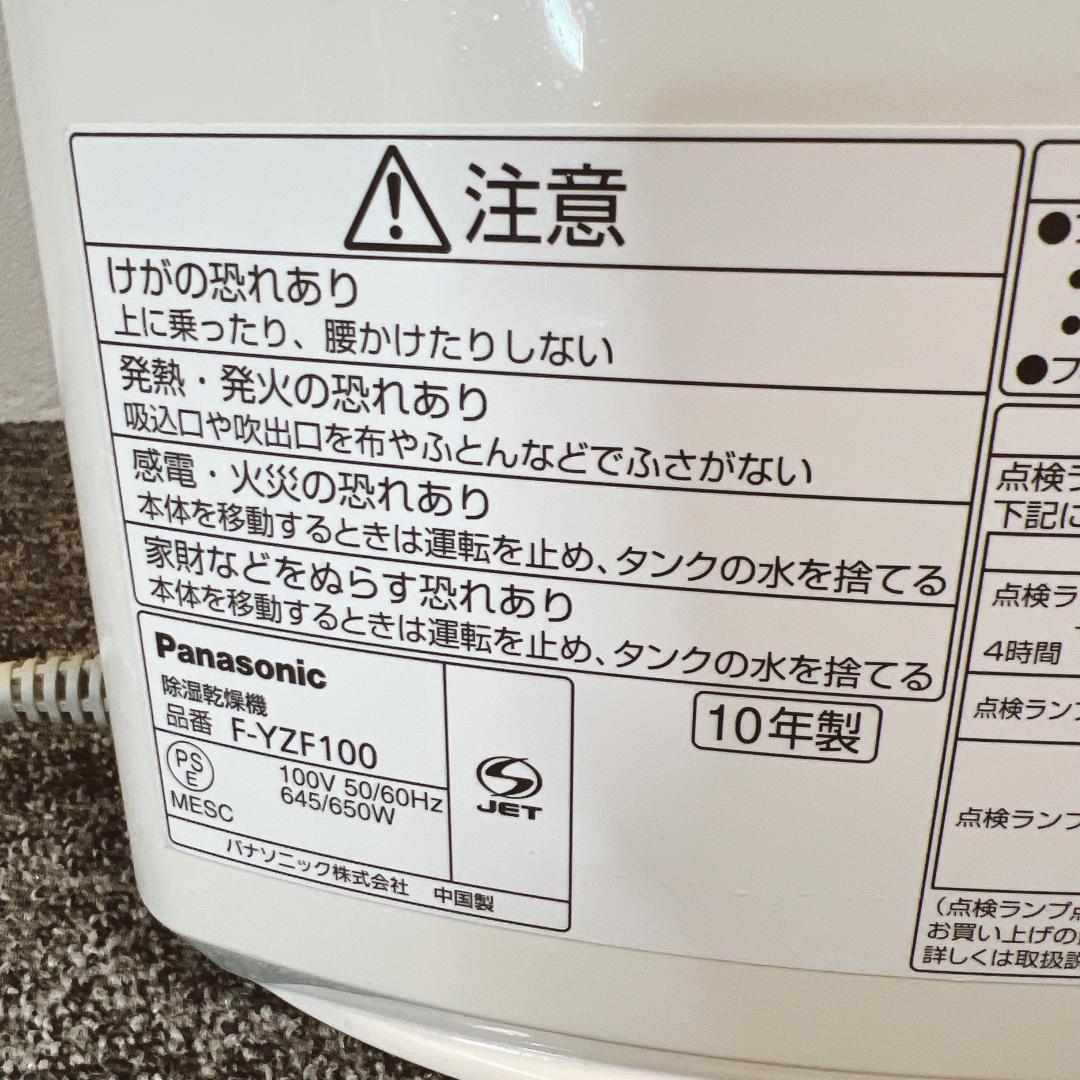 注意
けがの恐れあり
上に乗ったり、腰かけたりしない
発熱・発火の恐れあり
吸込口や吹出口を布やふとんなどでふさがない
感電・火災の恐れあり
本体を移動するときは運転を止め、タンクの水を捨てる
家財などをぬらす恐れあり
本体を移動するときは運転を止め、タンクの水を捨てる
Panasonic
除湿乾燥機
品番 F-YZF100
PS
E
MESC
100V 50/60Hz
645/650W
JET
パナソニック株式会社 中国製
10年製
●フ
点検ラ
下記に
点検ラ
4時間
点検ランプ
点検ランプ
(点検ランプ点
お買い上げの
詳しくは取扱説